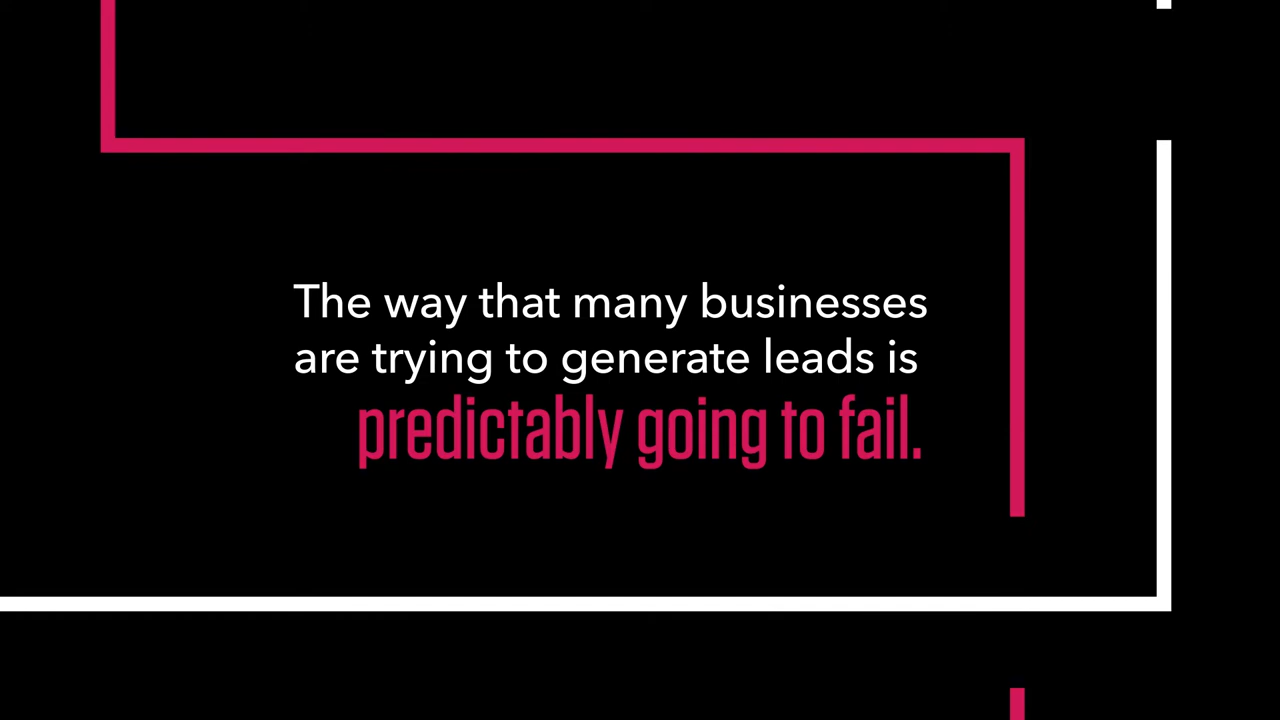 The way that many businesses
are trying to generate leads is
predictably going to fail.